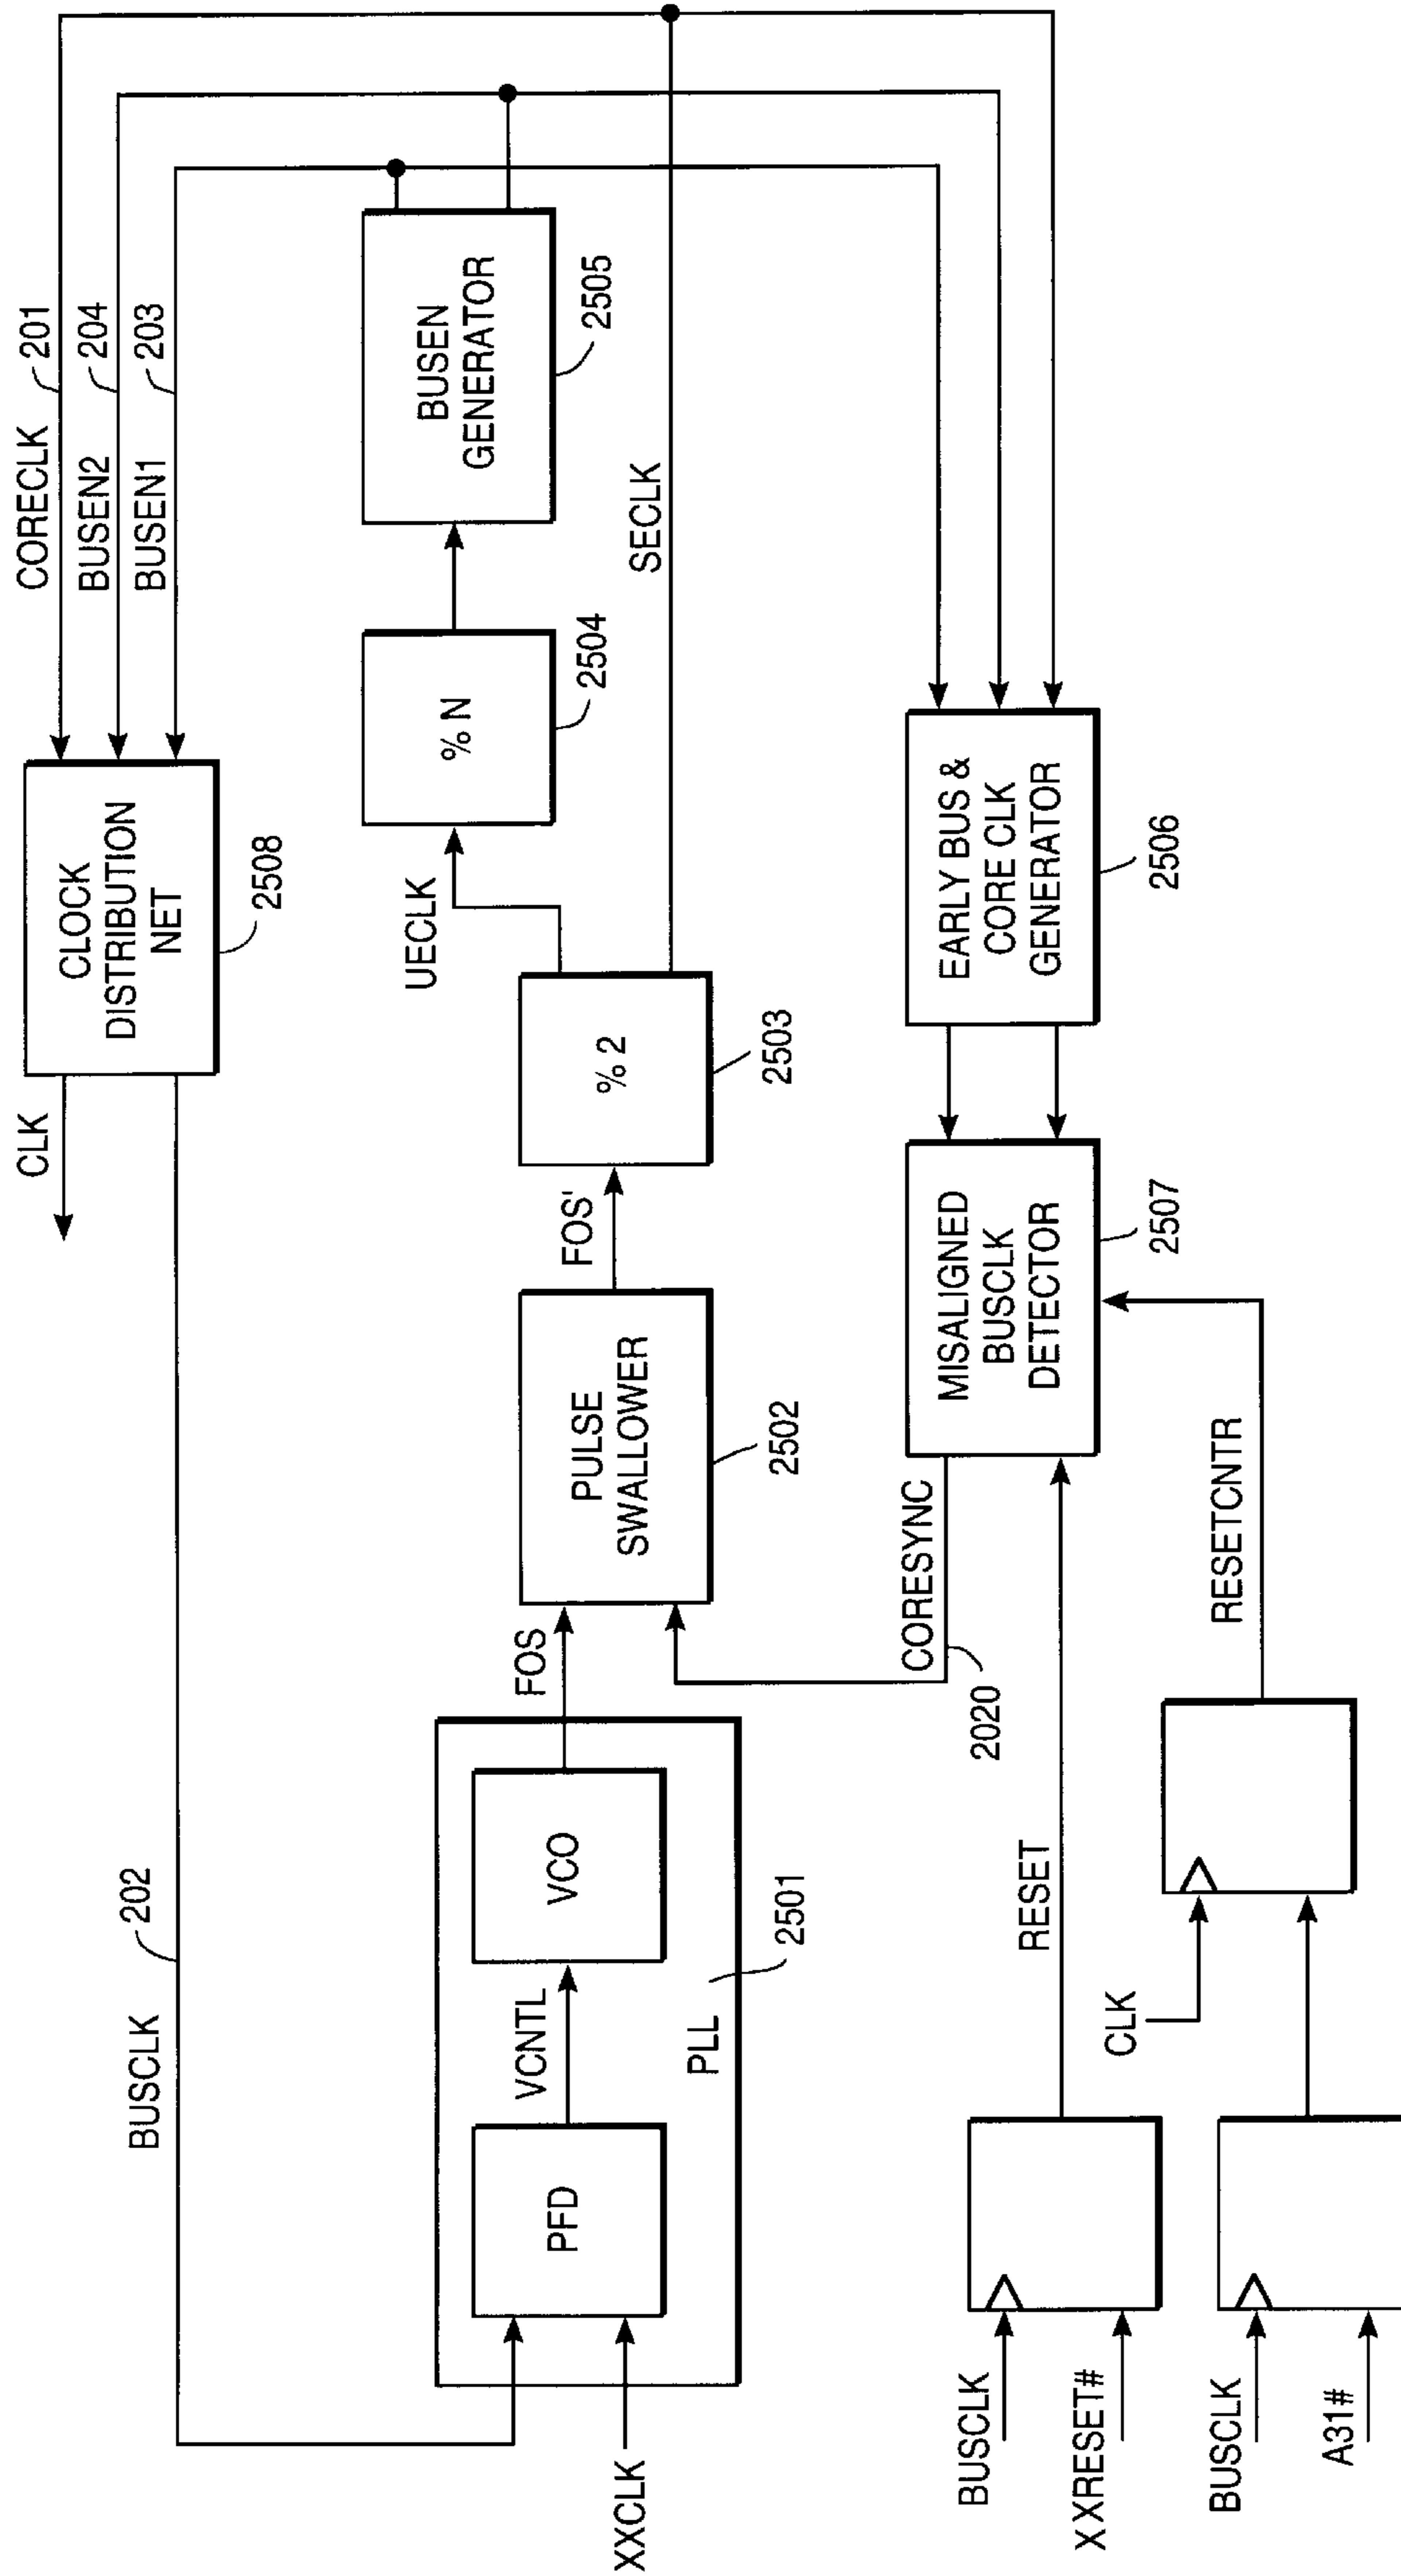 BUSCLK
202
CLK
CLOCK
DISTRIBUTION
NET
2508
CORECLK
201
BUSEN2
204
BUSEN1
203
XXCLK
PFD
VCNTL
VCO
PLL
2501
FOS
PULSE
SWALLOWER
2502
FOS'
% 2
2503
UECLK
% N
2504
BUSEN
GENERATOR
2505
SECLK
CORESYNC
2020
MISALIGNED
BUSCLK
DETECTOR
2507
EARLY BUS &
CORE CLK
GENERATOR
2506
BUSCLK
XXRESET#
RESET
BUSCLK
A31#
CLK
RESETCNTR